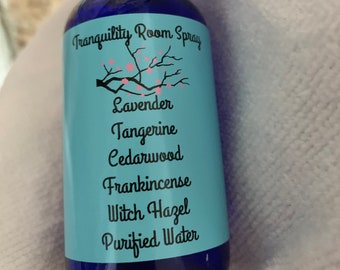 Tranquility Room Spray
Lavender
Tangerine
Cedarwood
Frankincense
Witch Hazel
Purified Water